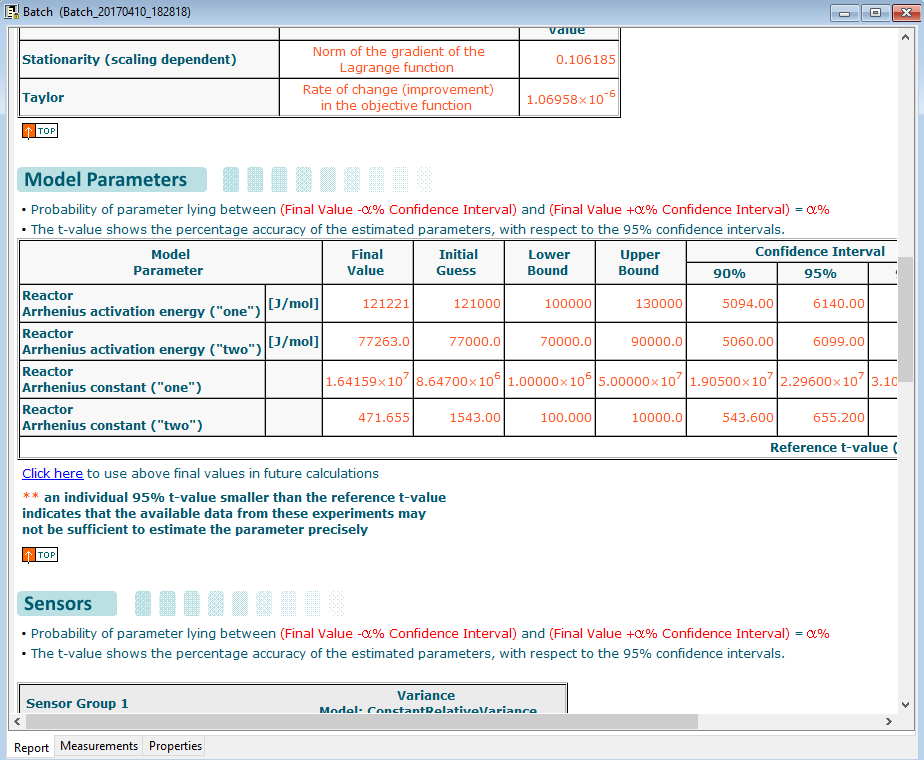 Batch (Batch_20170410_182818)
Value
Stationarity (scaling dependent) Norm of the gradient of the Lagrange function 0.106185
Taylor Rate of change (improvement) in the objective function 1.06958×10-6
TOP
Model Parameters
• Probability of parameter lying between (Final Value -α% Confidence Interval) and (Final Value +α% Confidence Interval) = α%
• The t-value shows the percentage accuracy of the estimated parameters, with respect to the 95% confidence intervals.
Model Parameter Final Value Initial Guess Lower Bound Upper Bound Confidence Interval
90% 95%
Reactor Arrhenius activation energy ("one") [J/mol] 121221 121000 100000 130000 5094.00 6140.00
Reactor Arrhenius activation energy ("two") [J/mol] 77263.0 77000.0 70000.0 90000.0 5060.00 6099.00
Reactor Arrhenius constant ("one") 1.64159×10^7 8.64700×10^6 1.00000×10^6 5.00000×10^7 1.90500×10^7 2.29600×10^7 3.10
Reactor Arrhenius constant ("two") 471.655 1543.00 100.000 10000.0 543.600 655.200
Reference t-value (
Click here to use above final values in future calculations
** an individual 95% t-value smaller than the reference t-value
indicates that the available data from these experiments may
not be sufficient to estimate the parameter precisely
TOP
Sensors
• Probability of parameter lying between (Final Value -α% Confidence Interval) and (Final Value +α% Confidence Interval) = α%
• The t-value shows the percentage accuracy of the estimated parameters, with respect to the 95% confidence intervals.
Sensor Group 1 Variance
Model: ConstantRelativeVariance
Report Measurements Properties